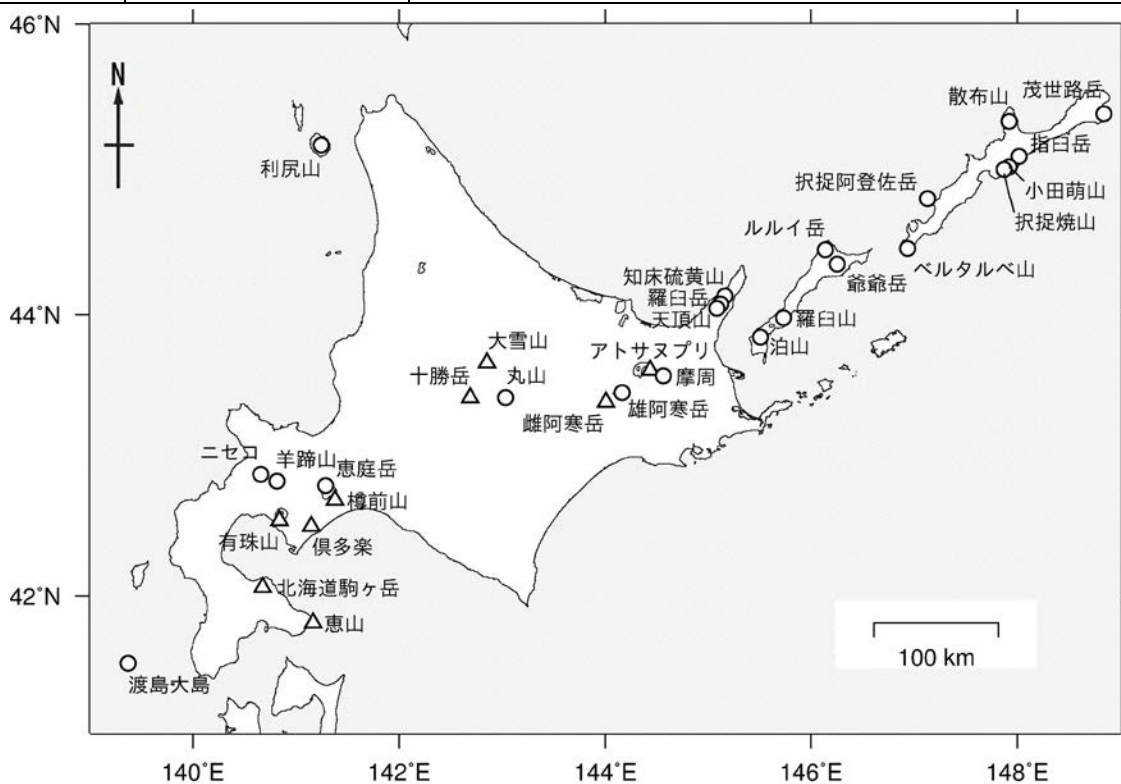 46°N
N
散布山
茂世路岳
利尻山
指臼岳
択捉阿登佐岳
小田萌山
択捉焼山
ルルイ岳
ベルタルベ山
知床硫黄山
爺爺岳
羅臼岳
44°N
天頂山
羅臼山
泊山
大雪山
アトサヌプリ
十勝岳
丸山
摩周
雌阿寒岳
雄阿寒岳
ニセコ
羊蹄山
恵庭岳
樽前山
有珠山
倶多楽
42°N
北海道駒ヶ岳
恵山
100 km
渡島大島
140°E
142°E
144°E
146°E
148°E